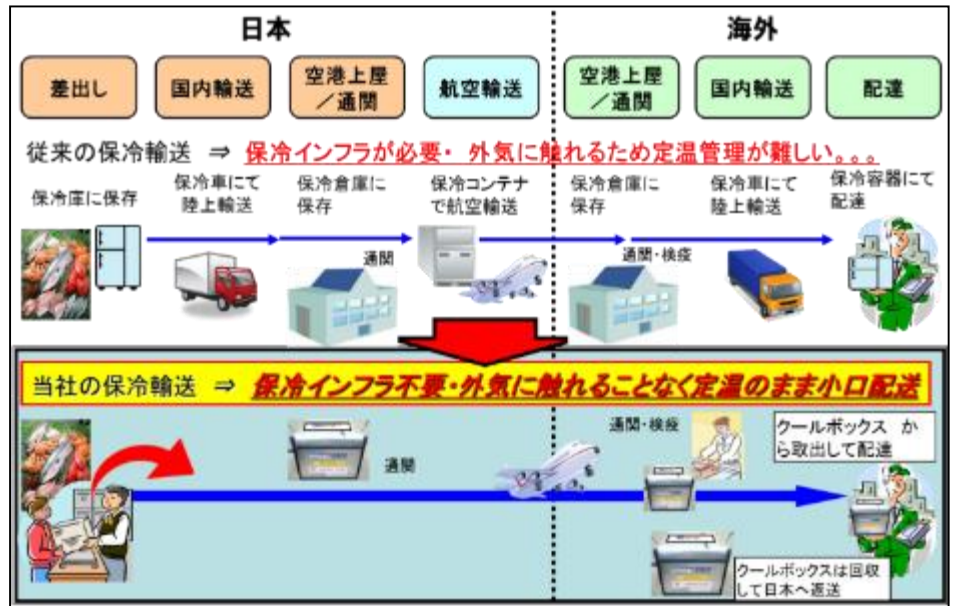 日本
海外
差出し
国内輸送
空港上屋
／通関
航空輸送
空港上屋
／通関
国内輸送
配達
従来の保冷輸送 ⇒ 保冷インフラが必要・ 外気に触れるため定温管理が難しい。。。
保冷庫に保存
保冷車にて
陸上輸送
保冷倉庫に
保存
保冷コンテナ
で航空輸送
保冷倉庫に
保存
保冷車にて
陸上輸送
保冷容器にて
配達
通関
通関・検疫
当社の保冷輸送 ⇒ 保冷インフラ不要・外気に触れることなく定温のまま小口配送
通関
通関・検疫
クールボックス か
ら取出して配達
クールボックスは回収
して日本へ返送